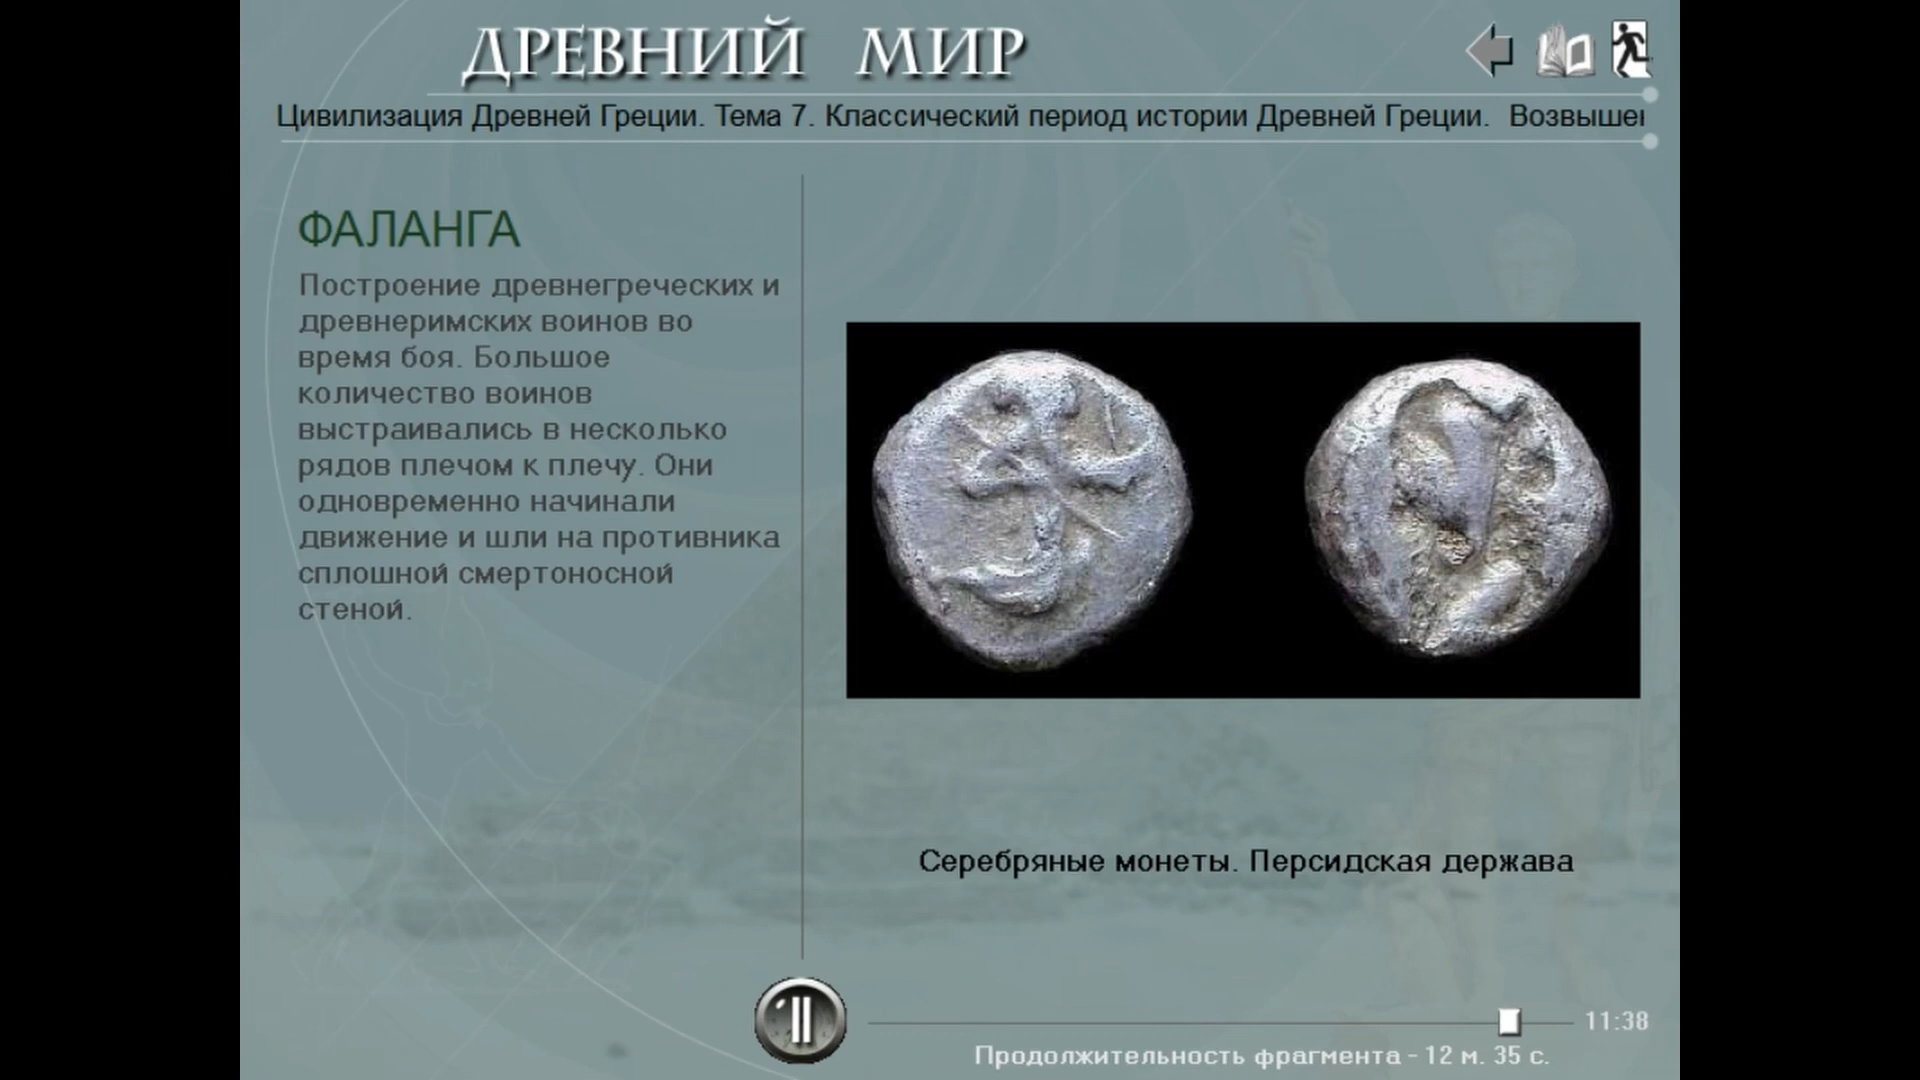 ДРЕВНИЙ МИР
Цивилизация Древней Греции. Тема 7. Классический период истории Древней Греции. Возвышен
ФАЛАНГА
Построение древнегреческих и
древнеримских воинов во
время боя. Большое
количество воинов
выстраивались в несколько
рядов плечом к плечу. Они
одновременно начинали
движение и шли на противника
сплошной смертоносной
стеной.
Серебряные монеты. Персидская держава
11:38
Продолжительность фрагмента - 12 м. 35 с.